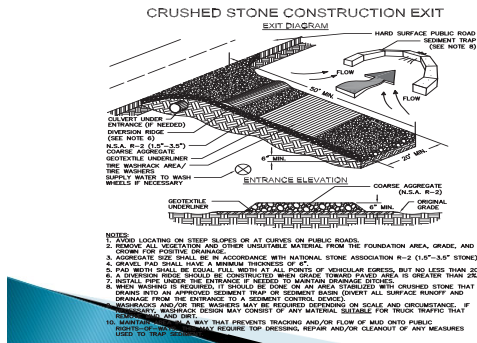 CRUSHED STONE CONSTRUCTION EXIT
EXIT DIAGRAM
HARD SURFACE PUBLIC ROAD
SEDIMENT TRAP
(SEE NOTE 8)
50' MIN.
FLOW
FLOW
20' MIN.
6" MIN.
CULVERT UNDER
ENTRANCE (IF NEEDED)
DIVERSION RIDGE
(SEE NOTE 6)
N.S.A. R-2 (1.5"-3.5")
COARSE AGGREGATE
GEOTEXTILE UNDERLINER
TIRE WASHRACK AREA/
TIRE WASHERS
SUPPLY WATER TO WASH
WHEELS IF NECESSARY
ENTRANCE ELEVATION
COARSE AGGREGATE
(N.S.A. R-2)
GEOTEXTILE
UNDERLINER
6" MIN.
ORIGINAL
GRADE
NOTES:
1. AVOID LOCATING ON STEEP SLOPES OR AT CURVES ON PUBLIC ROADS.
2. REMOVE ALL VEGETATION AND OTHER UNSUITABLE MATERIAL FROM THE FOUNDATION AREA, GRADE, AND
CROWN FOR POSITIVE DRAINAGE.
3. AGGREGATE SIZE SHALL BE IN ACCORDANCE WITH NATIONAL STONE ASSOCIATION R-2 (1.5"-3.5" STONE)
4. GRAVEL PAD SHALL HAVE A MINIMUM THICKNESS OF 6".
5. PAD WIDTH SHALL BE EQUAL FULL WIDTH AT ALL POINTS OF VEHICULAR EGRESS, BUT NO LESS THAN 20
6. A DIVERSION RIDGE SHOULD BE CONSTRUCTED WHEN GRADE TOWARD PAVED AREA IS GREATER THAN 2%
7. INSTALL PIPE UNDER THE ENTRANCE IF NEEDED TO MAINTAIN DRAINAGE DITCHES.
8. WHEN WASHING IS REQUIRED, IT SHOULD BE DONE ON AN AREA STABILIZED WITH CRUSHED STONE THAT
DRAINS INTO AN APPROVED SEDIMENT TRAP OR SEDIMENT BASIN (DIVERT ALL SURFACE RUNOFF AND
DRAINAGE FROM THE ENTRANCE TO A SEDIMENT CONTROL DEVICE).
WASHRACKS AND/OR TIRE WASHERS MAY BE REQUIRED DEPENDING ON SCALE AND CIRCUMSTANCE. IF
WASHRACK DESIGN MAY CONSIST OF ANY MATERIAL SUITABLE FOR TRUCK TRAFFIC THAT
AND DIRT.
10. A WAY THAT PREVENTS TRACKING AND/OR FLOW OF MUD ONTO PUBLIC
MAY REQUIRE TOP DRESSING, REPAIR AND/OR CLEANOUT OF ANY MEASURES
USED TO TRAP